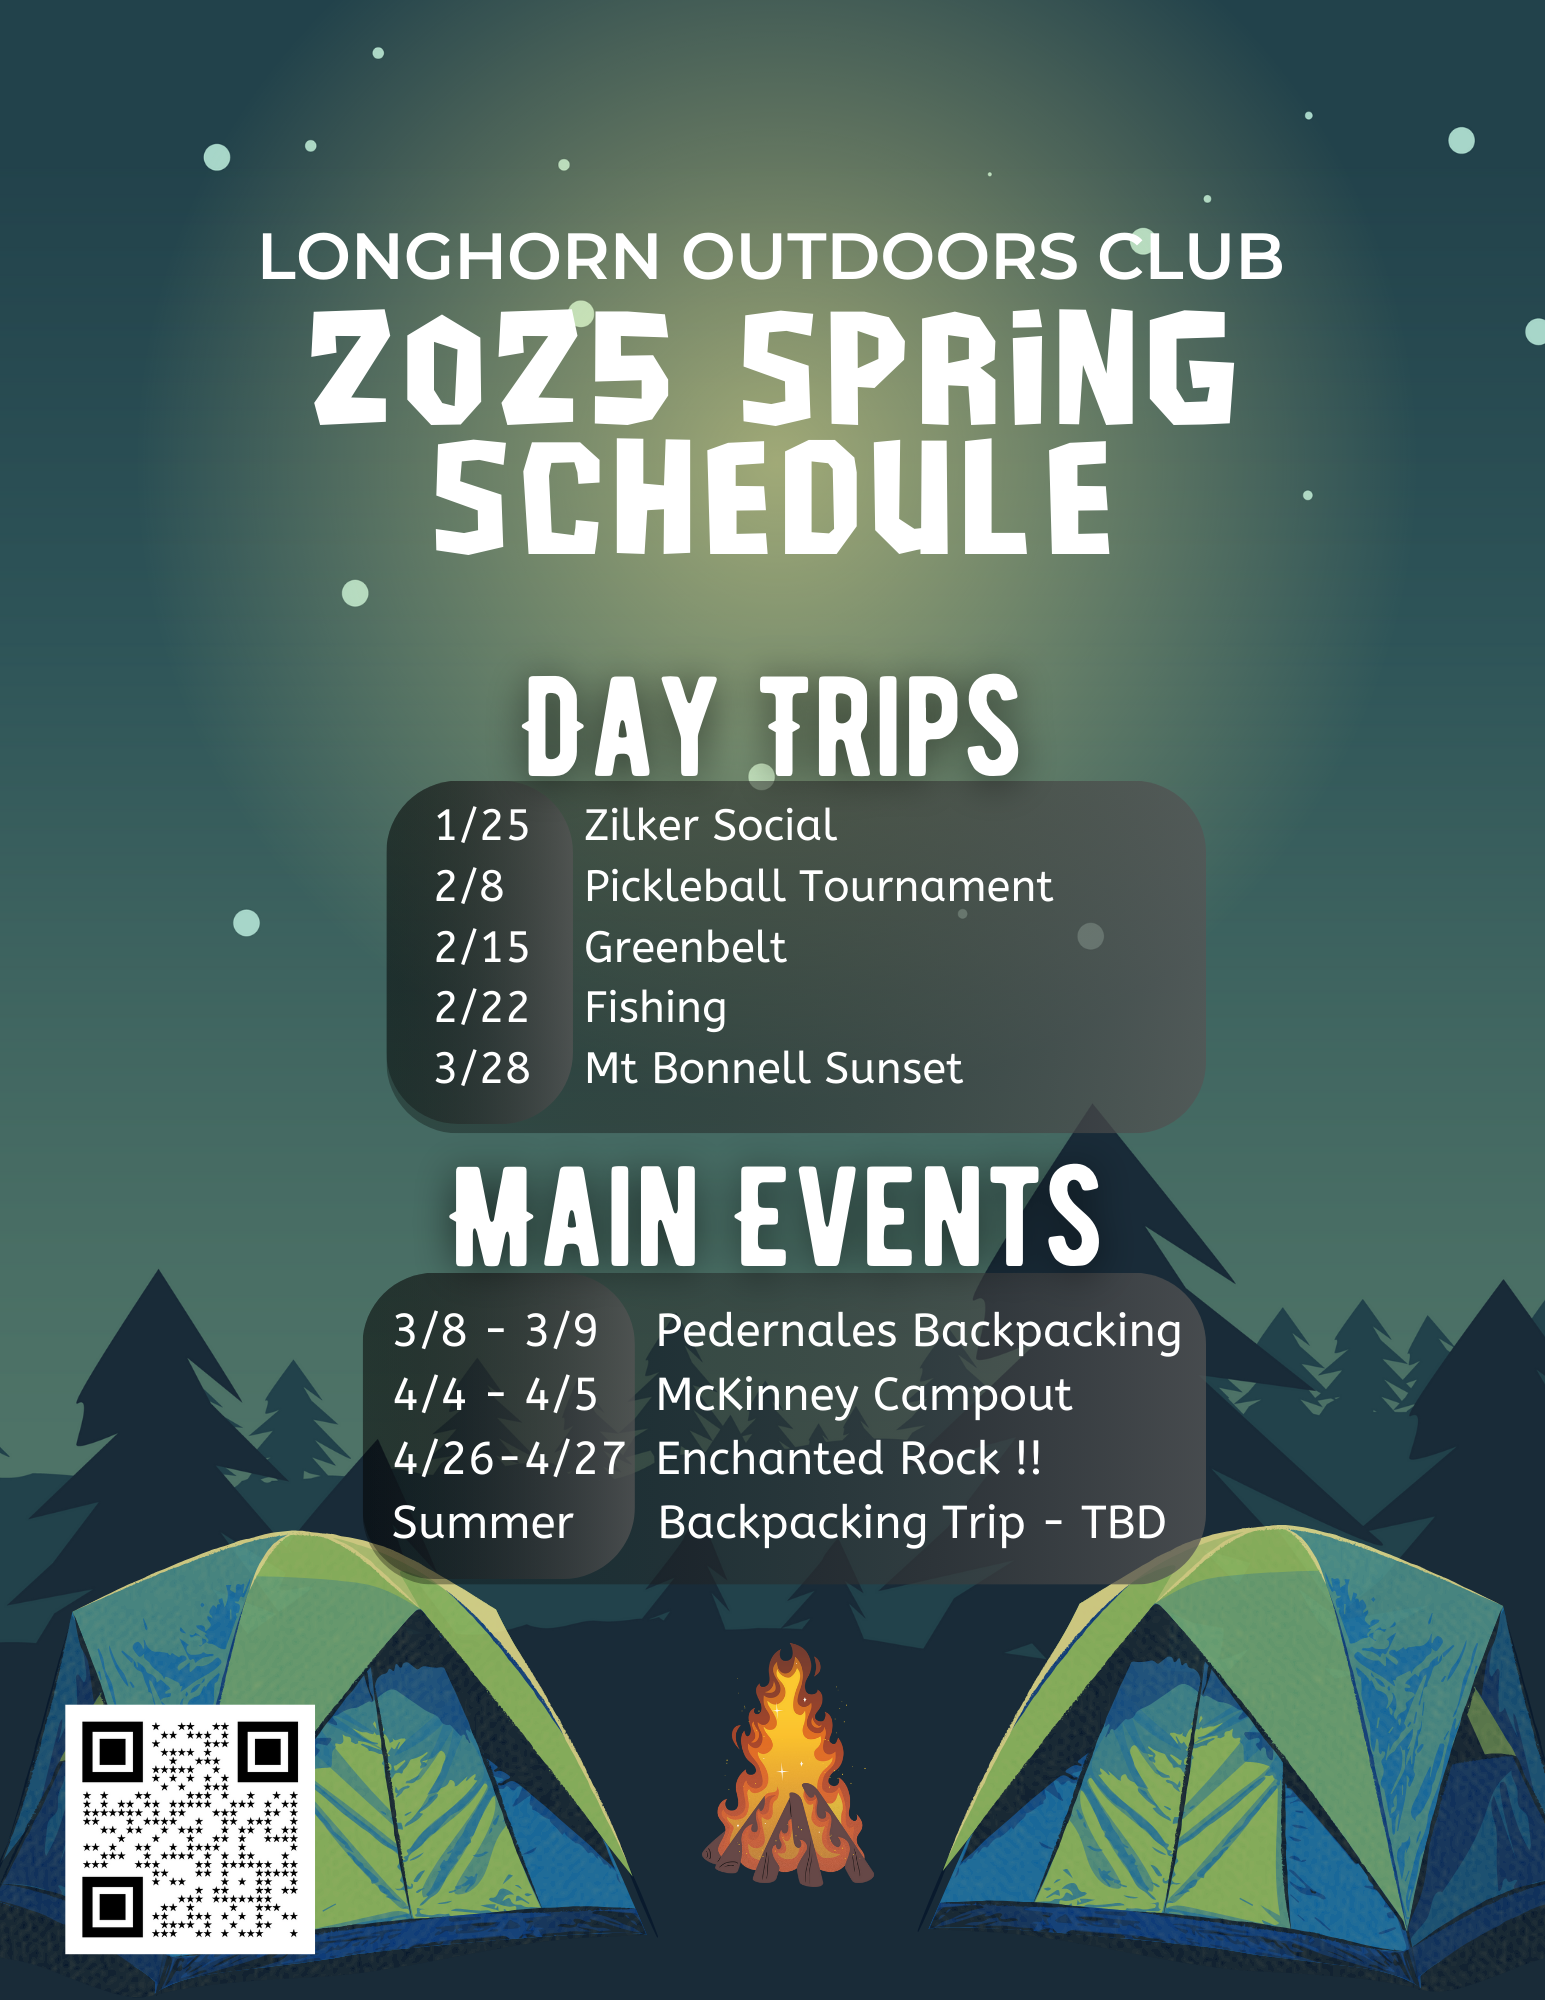 LONGHORN OUTDOORS CLUB
2025 SPRiNG
SCHEDULE
DAY TRIPS
1/25 Zilker Social
2/8 Pickleball Tournament
2/15 Greenbelt
2/22 Fishing
3/28 Mt Bonnell Sunset
MAIN EVENTS
3/8 - 3/9 Pedernales Backpacking
4/4 - 4/5 McKinney Campout
4/26-4/27 Enchanted Rock !!
Summer Backpacking Trip - TBD